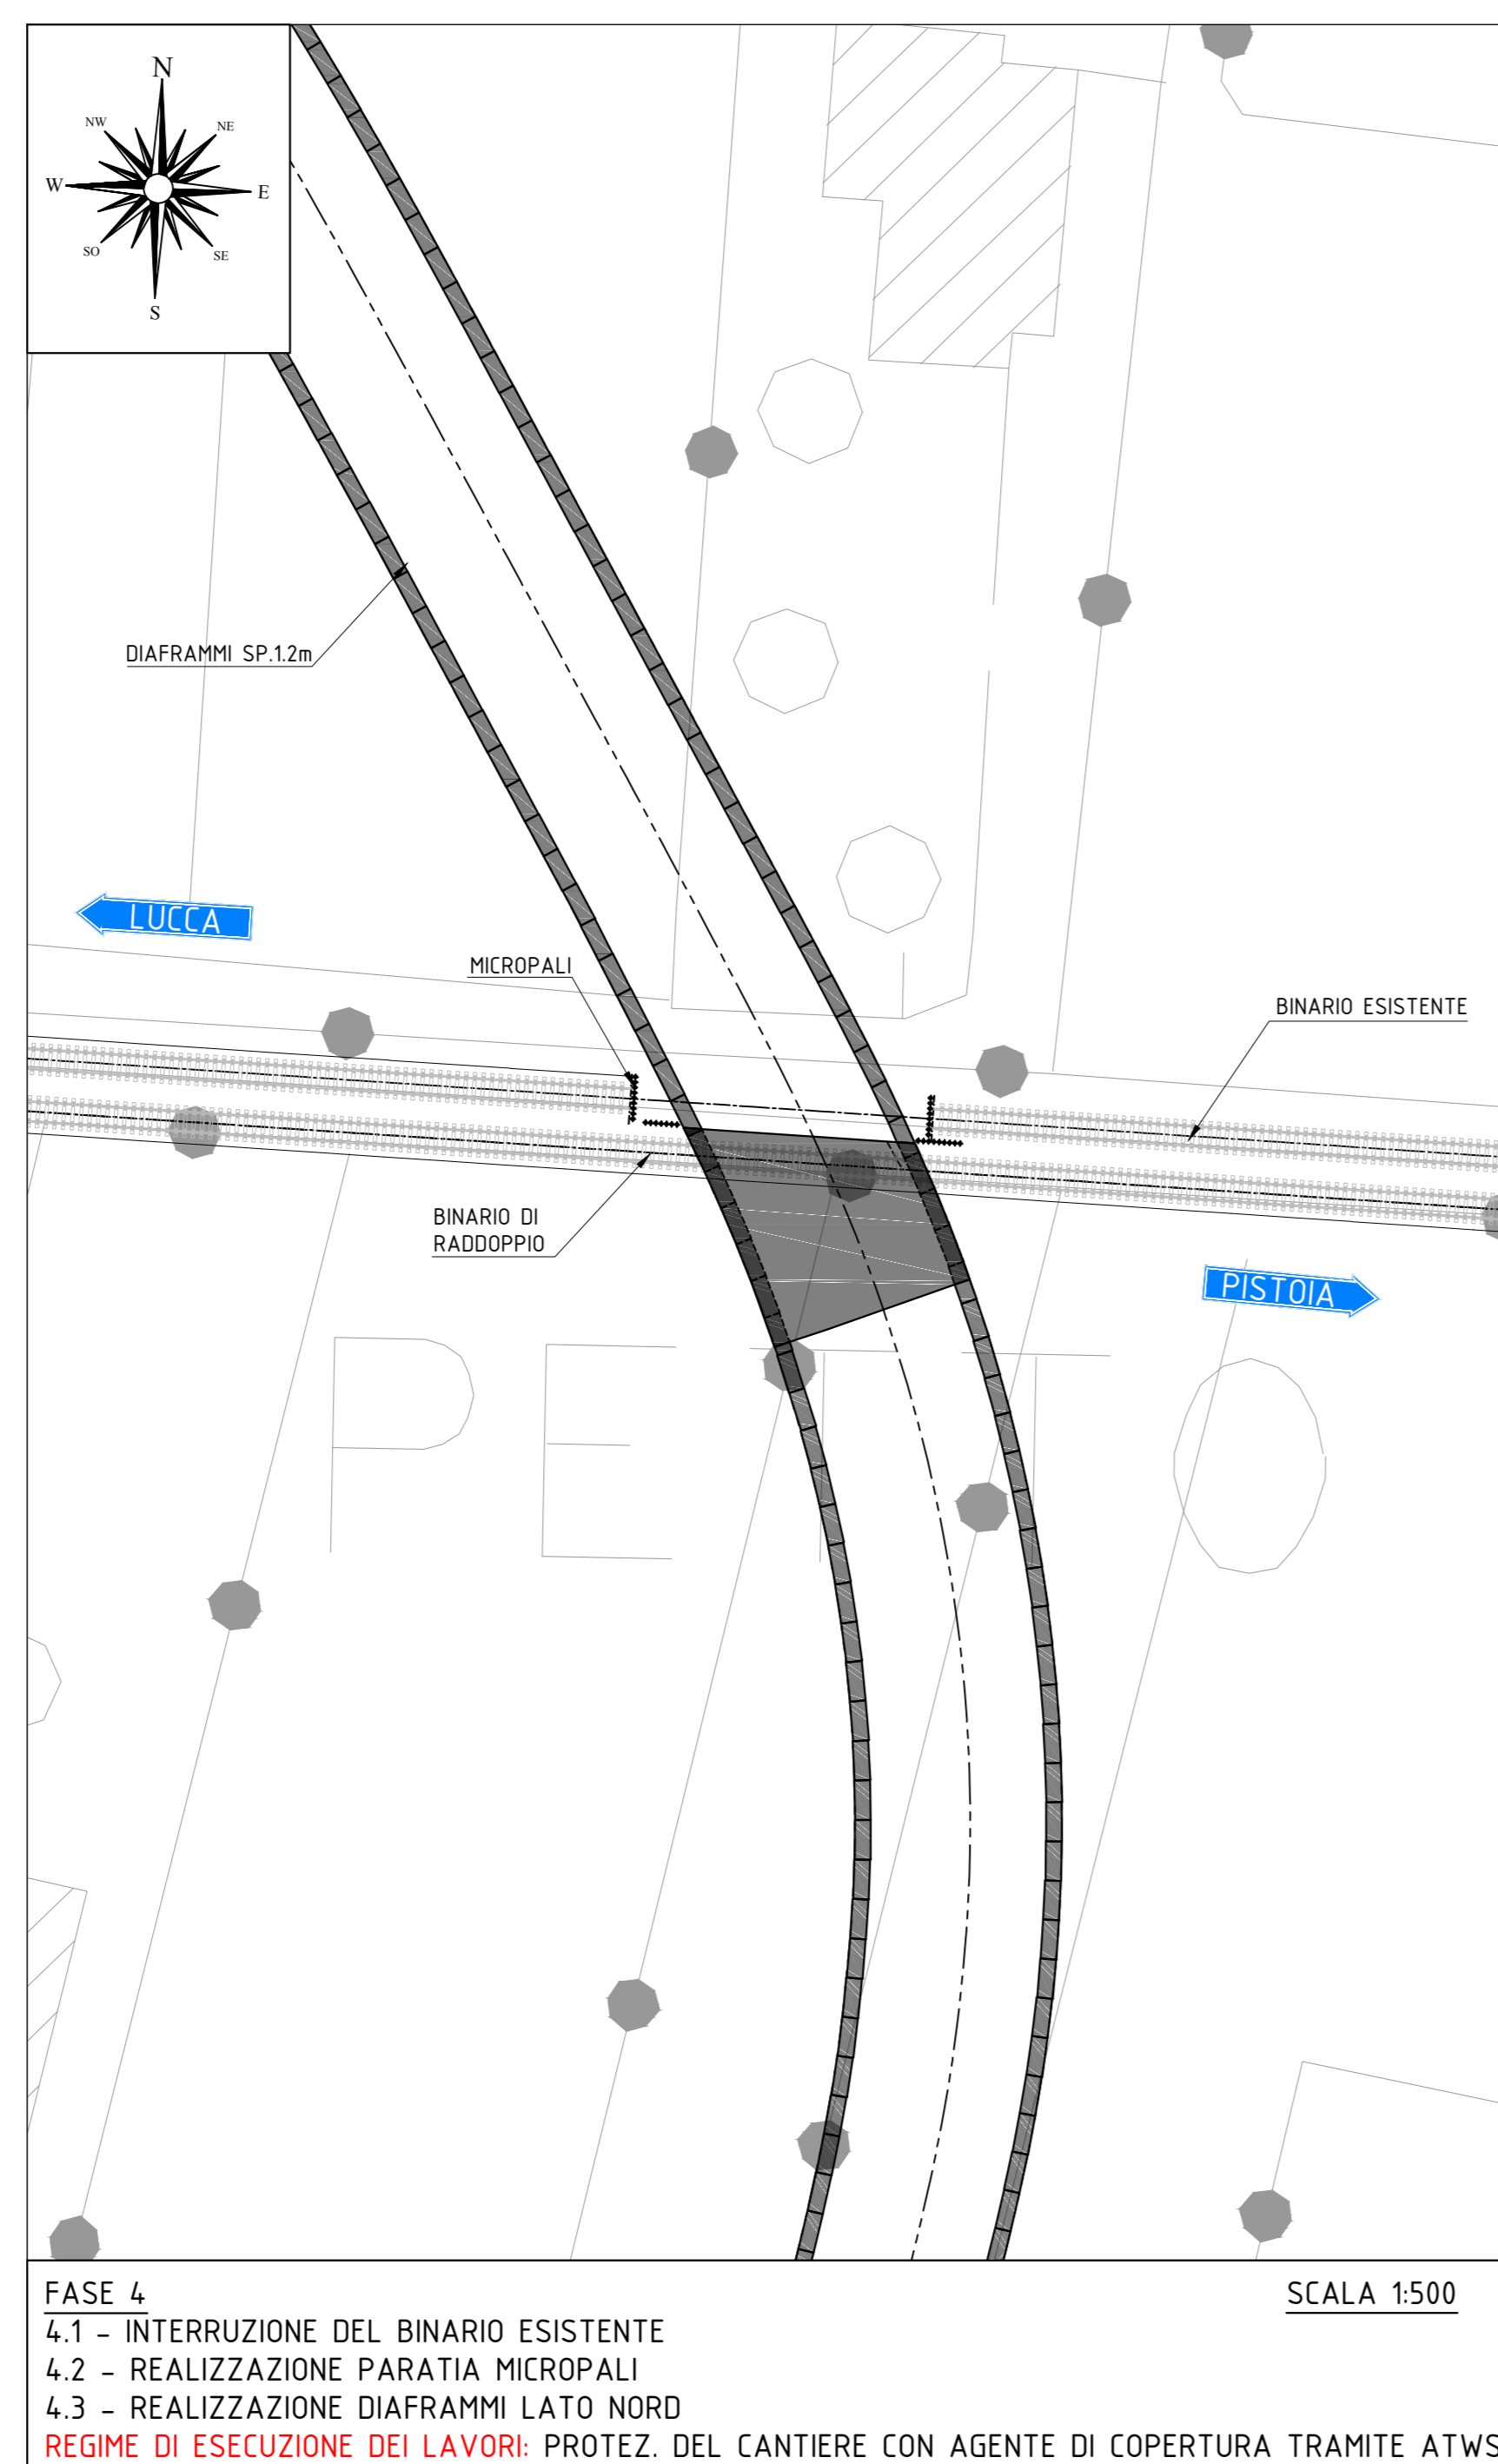 N
NW
NE
W
E
SO
SE
S
DIAFRAMMI SP.1.2m
LUCCA
MICROPALI
BINARIO ESISTENTE
BINARIO DI
RADDOPPIO
PISTOIA
FASE 4
SCALA 1:500
4.1 - INTERRUZIONE DEL BINARIO ESISTENTE
4.2 - REALIZZAZIONE PARATIA MICROPALI
4.3 - REALIZZAZIONE DIAFRAMMI LATO NORD
REGIME DI ESECUZIONE DEI LAVORI: PROTEZ. DEL CANTIERE CON AGENTE DI COPERTURA TRAMITE ATWS